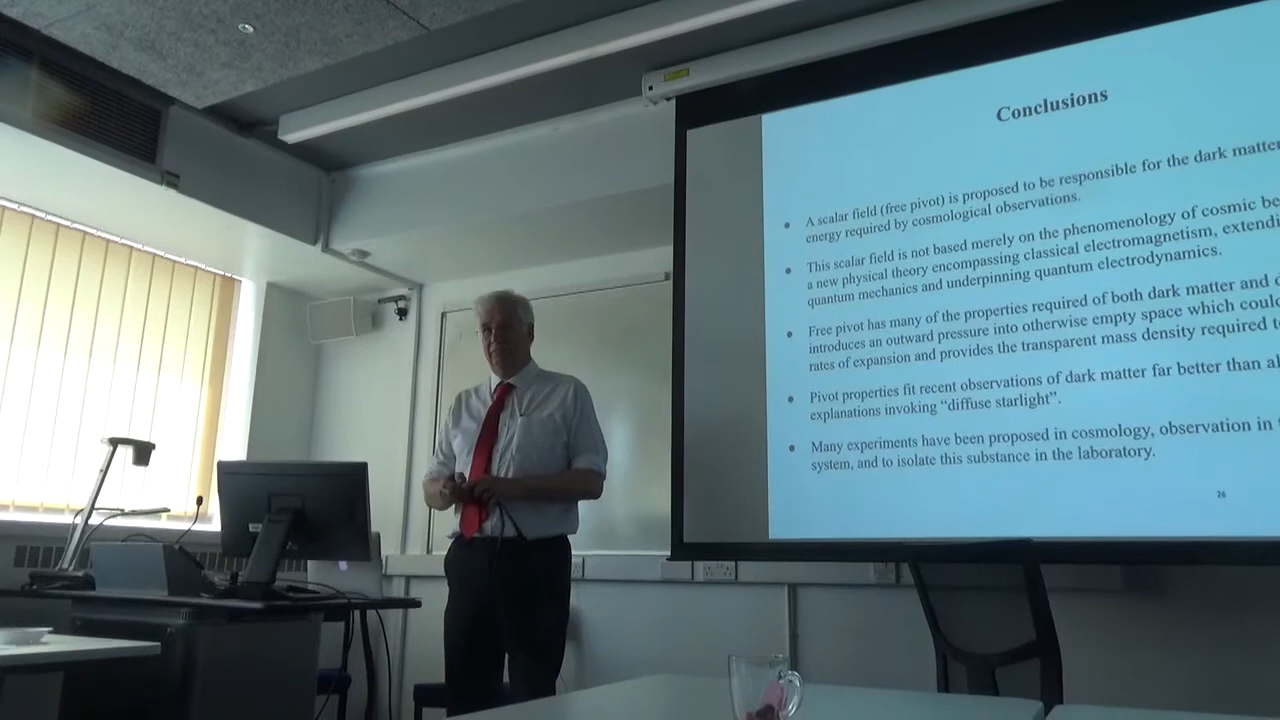 Conclusions
A scalar field (free pivot) is proposed to be responsible for the dark matter
energy required by cosmological observations.
This scalar field is not based merely on the phenomenology of cosmic
a new physical theory encompassing classical electromagnetism,
quantum mechanics and underpinning quantum electrodynamics.
Free pivot has many of the properties required of both dark matter and
introduces an outward pressure into otherwise empty space which could
rates of expansion and provides the transparent mass density required
Pivot properties fit recent observations of dark matter far better than
explanations invoking “diffuse starlight”.
Many experiments have been proposed in cosmology, observation in
system, and to isolate this substance in the laboratory.
26